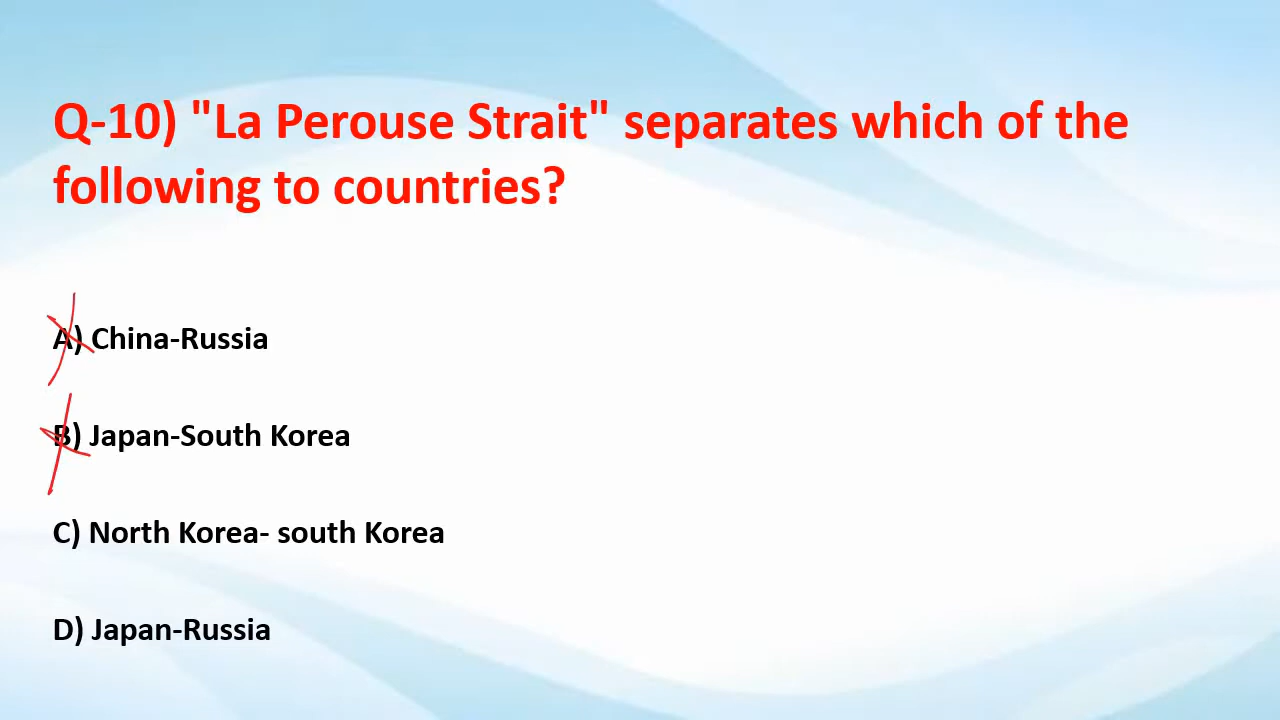 Q-10) "La Perouse Strait" separates which of the
following to countries?
A) China-Russia
B) Japan-South Korea
C) North Korea- south Korea
D) Japan-Russia